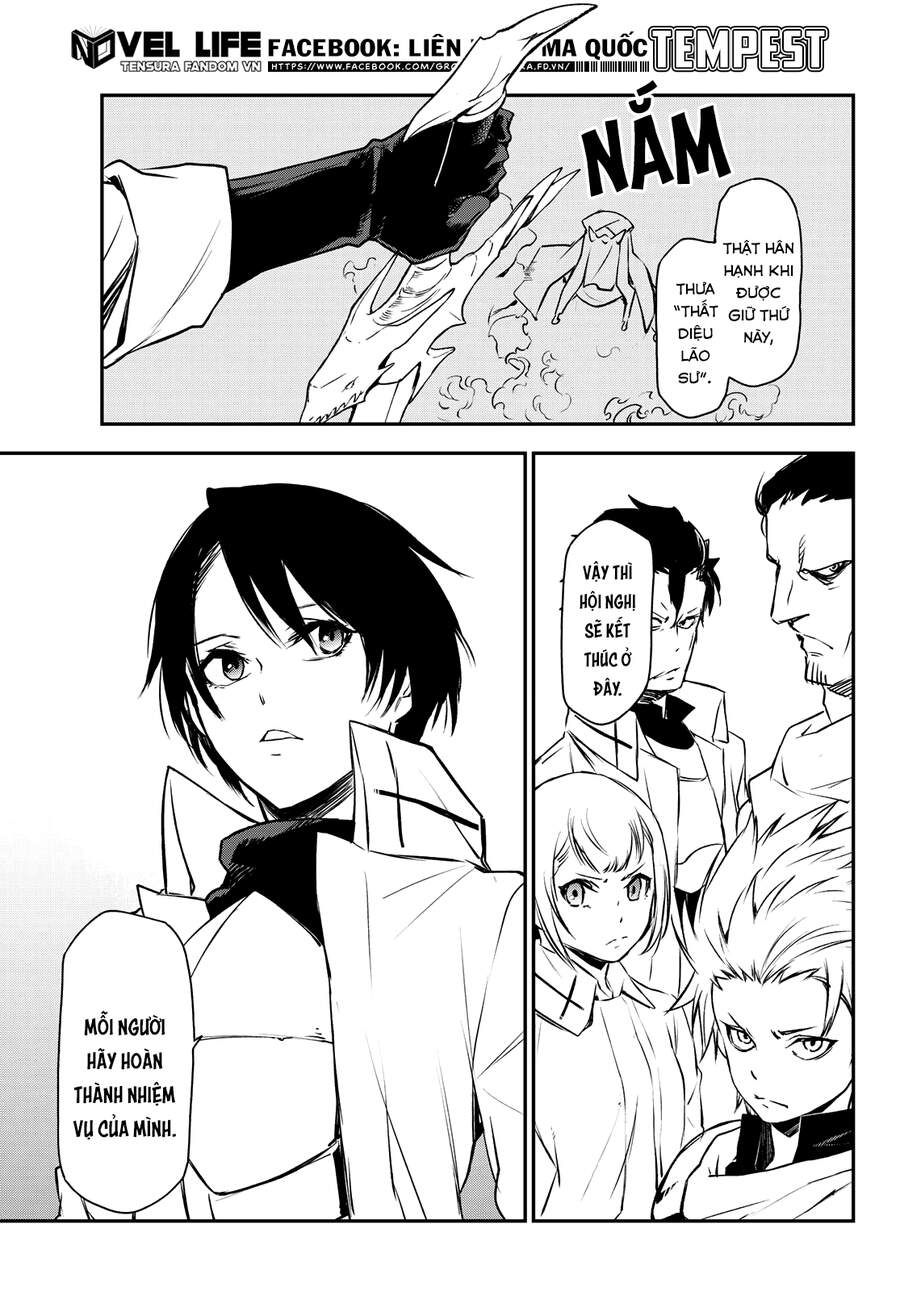 NOVEL LIFE
TENSURA FANDOM VN
FACEBOOK: LIÊN MA QUỐC
TEMPEST
NẮM
THẬT HÂN
HẠNH KHI
ĐƯỢC
GIỮ THỨ
NÀY,
THƯA
“THẤT
DIỆU
LÃO
SƯ”.
VẬY THÌ
HỘI NGHỊ
SẼ KẾT
THÚC Ở
ĐÂY.
MỖI NGƯỜI
HÃY HOÀN
THÀNH NHIỆM
VỤ CỦA MÌNH.